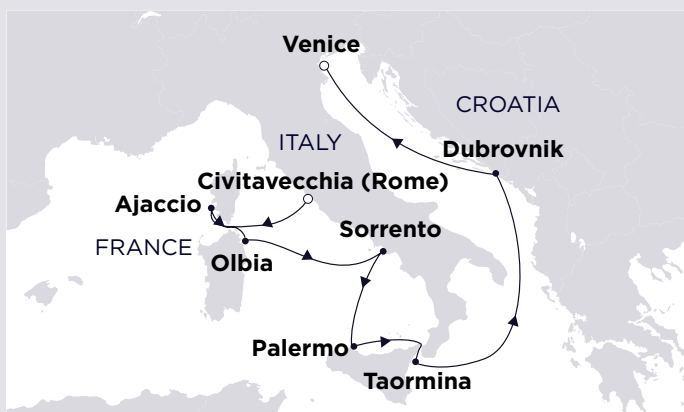 Venice
CROATIA
ITALY
Dubrovnik
Civitavecchia (Rome)
Ajaccio
Sorrento
FRANCE
Olbia
Palermo
Taormina